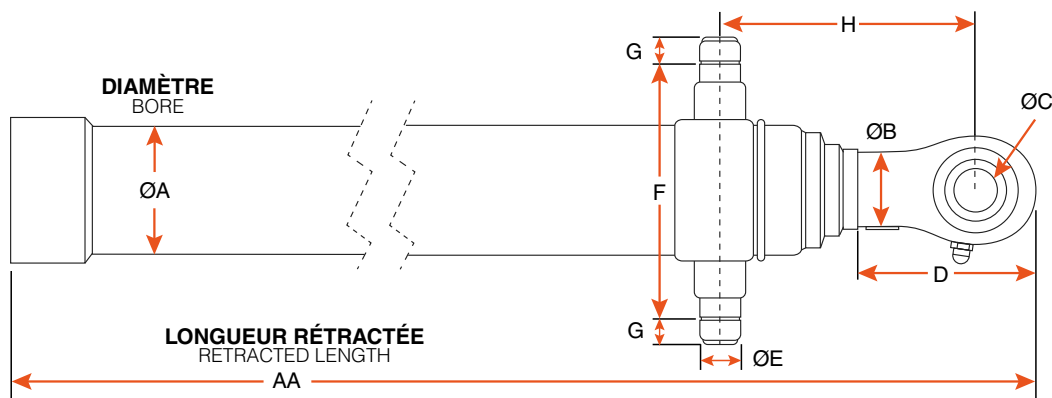 H
G
DIAMÈTRE
BORE
ØC
ØB
ØA
F
D
G
LONGUEUR RÉTRACTÉE
RETRACTED LENGTH
ØE
AA